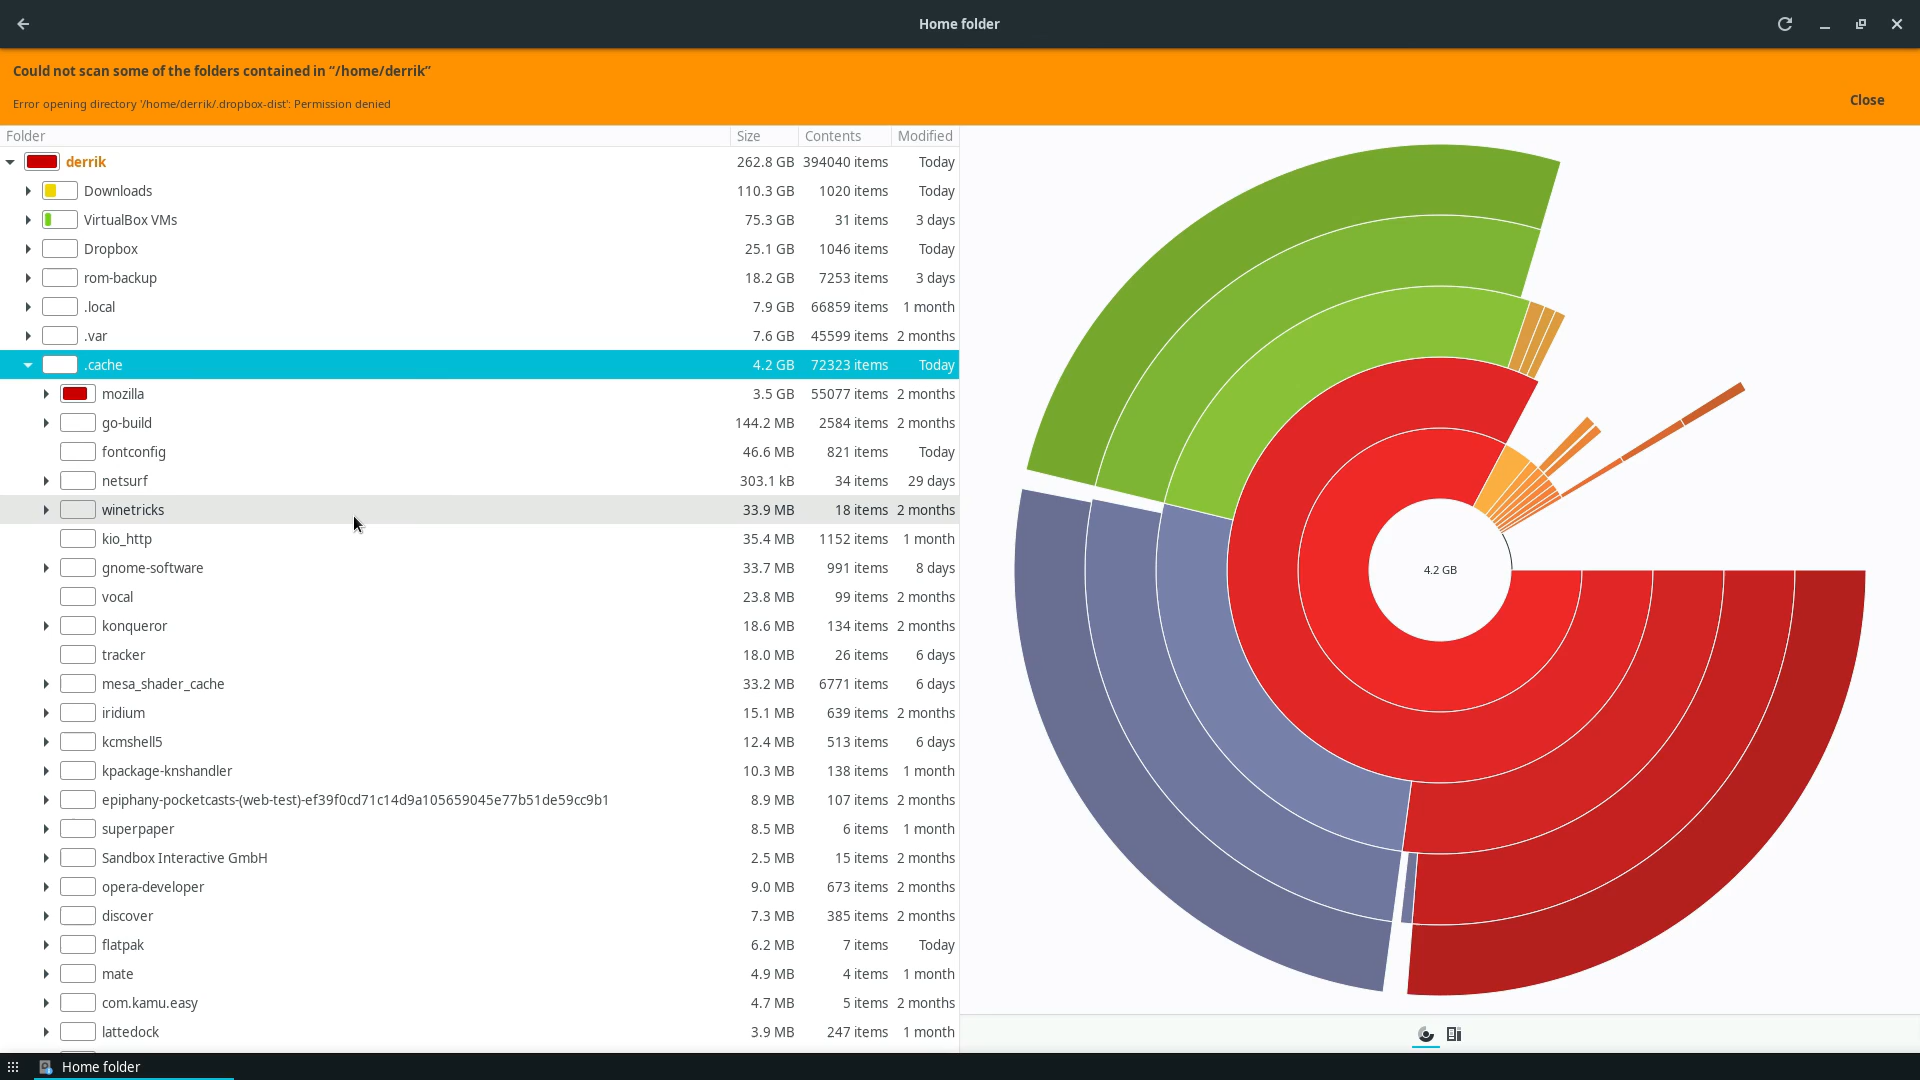 Home folder
Could not scan some of the folders contained in “/home/derrik”
Error opening directory '/home/derrik/.dropbox-dist': Permission denied
Close
Folder Size Contents Modified
derrik 262.8 GB 394040 items Today
Downloads 110.3 GB 1020 items Today
VirtualBox VMs 75.3 GB 31 items 3 days
Dropbox 25.1 GB 1046 items Today
rom-backup 18.2 GB 7253 items 3 days
.local 7.9 GB 66859 items 1 month
.var 7.6 GB 45599 items 2 months
.cache 4.2 GB 72323 items Today
mozilla 3.5 GB 55077 items 2 months
go-build 144.2 MB 2584 items 2 months
fontconfig 46.6 MB 821 items Today
netsurf 303.1 kB 34 items 29 days
winetricks 33.9 MB 18 items 2 months
kio_http 35.4 MB 1152 items 1 month
gnome-software 33.7 MB 991 items 8 days
vocal 23.8 MB 99 items 2 months
konqueror 18.6 MB 134 items 2 months
tracker 18.0 MB 26 items 6 days
mesa_shader_cache 33.2 MB 6771 items 6 days
iridium 15.1 MB 639 items 2 months
kcmshell5 12.4 MB 513 items 6 days
kpackage-knshandler 10.3 MB 138 items 1 month
epiphany-pocketcasts-(web-test)-ef39f0cd71c14d9a105659045e77b51de59cc9b1 8.9 MB 107 items 2 months
superpaper 8.5 MB 6 items 1 month
Sandbox Interactive GmbH 2.5 MB 15 items 2 months
opera-developer 9.0 MB 673 items 2 months
discover 7.3 MB 385 items 2 months
flatpak 6.2 MB 7 items Today
mate 4.9 MB 4 items 1 month
com.kamu.easy 4.7 MB 5 items 2 months
lattedock 3.9 MB 247 items 1 month
4.2 GB
Home folder